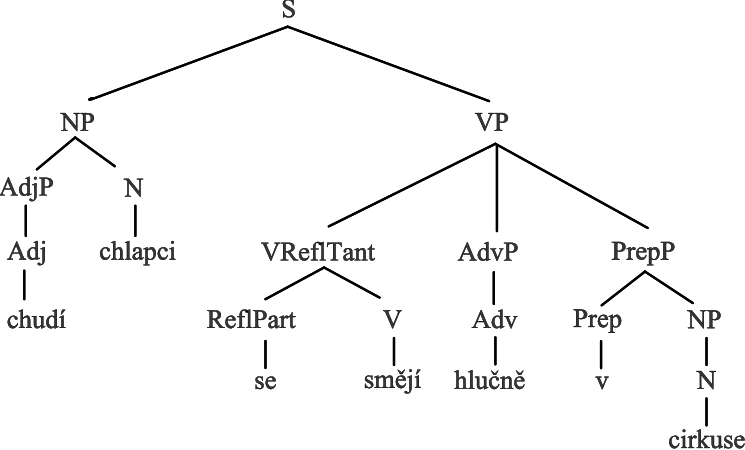 S
NP VP
AdjP N
Adj chlapci VReflTant AdvP PrepP
chudí ReflPart V Adv Prep NP
se smějí hlučně v N
cirkuse